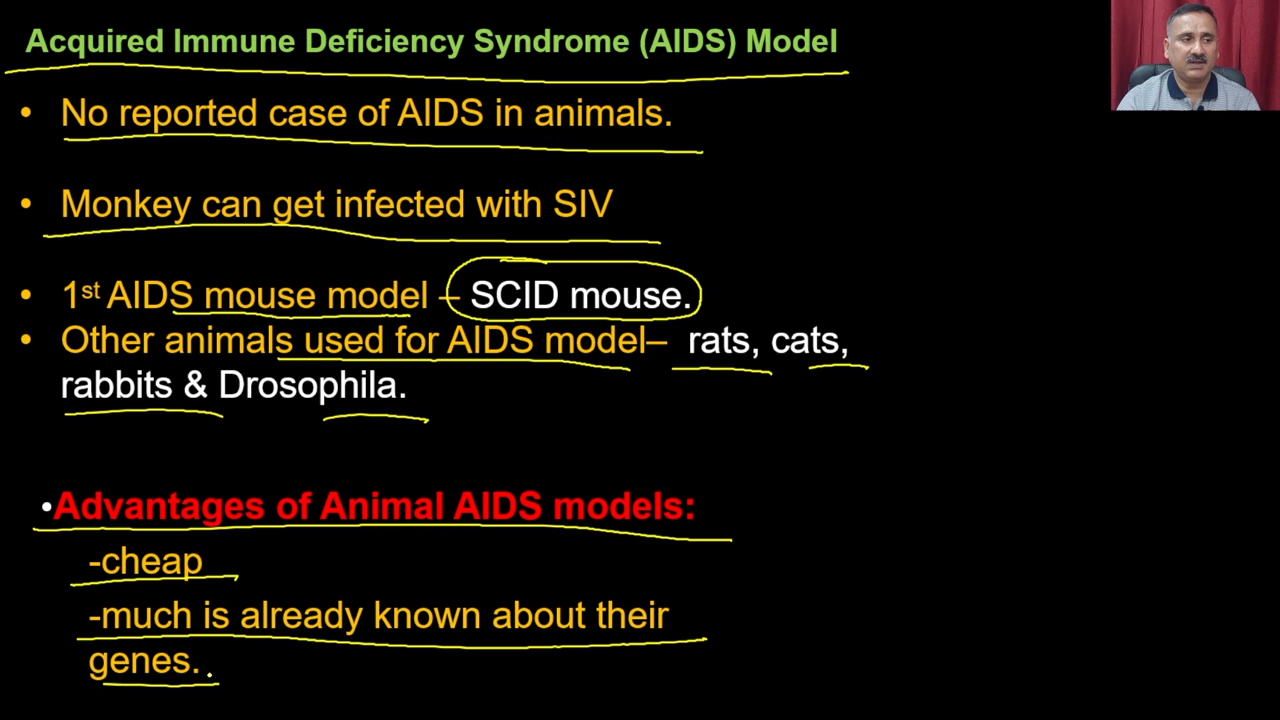 Acquired Immune Deficiency Syndrome (AIDS) Model
• No reported case of AIDS in animals.
• Monkey can get infected with SIV
• 1st AIDS mouse model – SCID mouse.
• Other animals used for AIDS model– rats, cats,
rabbits & Drosophila.
•Advantages of Animal AIDS models:
-cheap
-much is already known about their
genes.